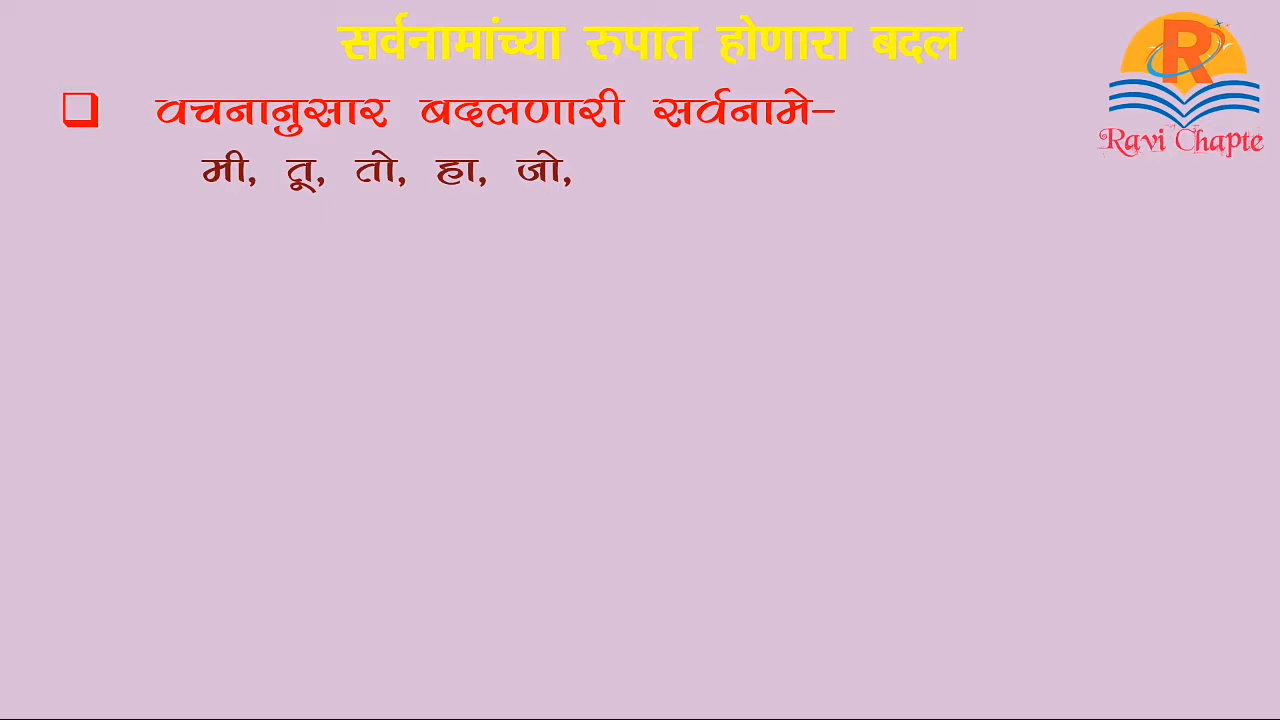 सर्वनामांच्या रुपात होणारा बदल
वचनानुसार बदलणारी सर्वनामे-
मी, तू, तो, हा, जो,
R
Ravi Chapte